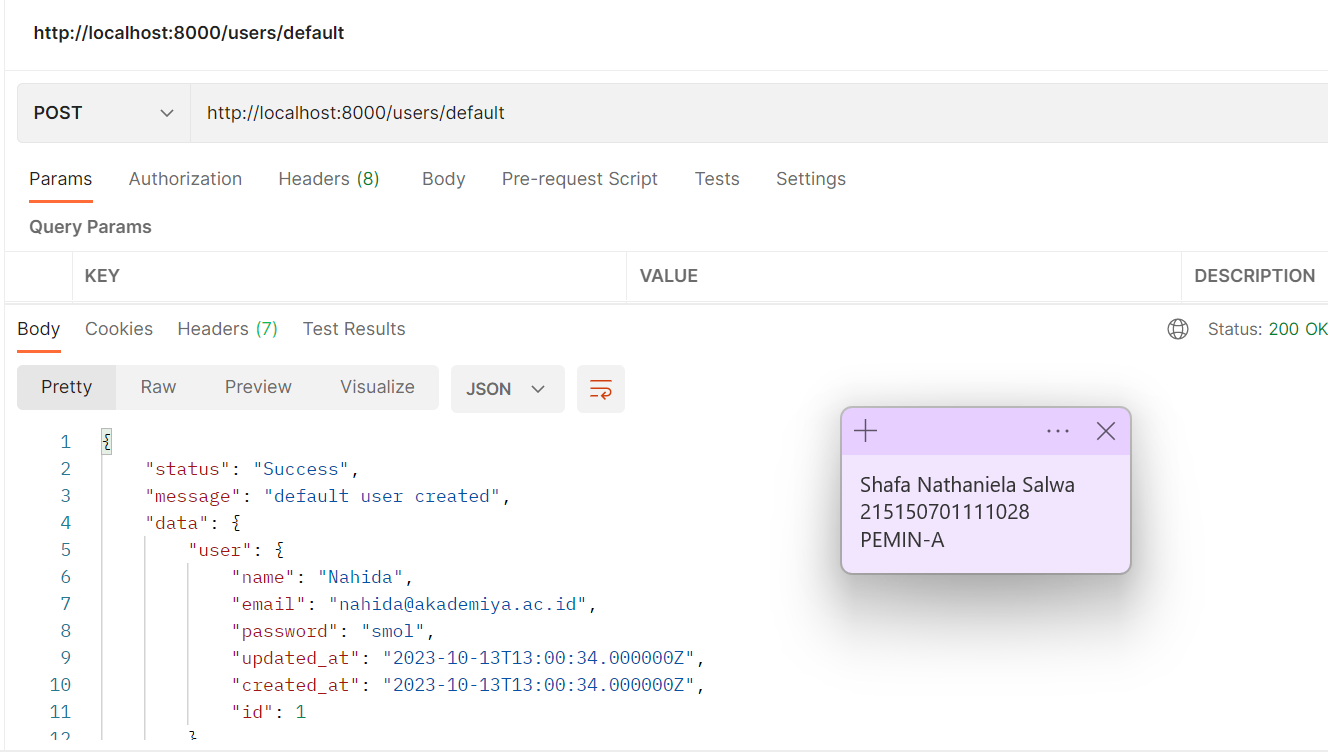 http://localhost:8000/users/default
POST http://localhost:8000/users/default
Params Authorization Headers (8) Body Pre-request Script Tests Settings
Query Params
KEY VALUE DESCRIPTION
Body Cookies Headers (7) Test Results Status: 200 OK
Pretty Raw Preview Visualize JSON
1 {
2 "status": "Success",
3 "message": "default user created",
4 "data": {
5 "user": {
6 "name": "Nahida",
7 "email": "nahida@akademiya.ac.id",
8 "password": "smol",
9 "updated_at": "2023-10-13T13:00:34.000000Z",
10 "created_at": "2023-10-13T13:00:34.000000Z",
11 "id": 1
12 }
Shafa Nathaniela Salwa
215150701111028
PEMIN-A